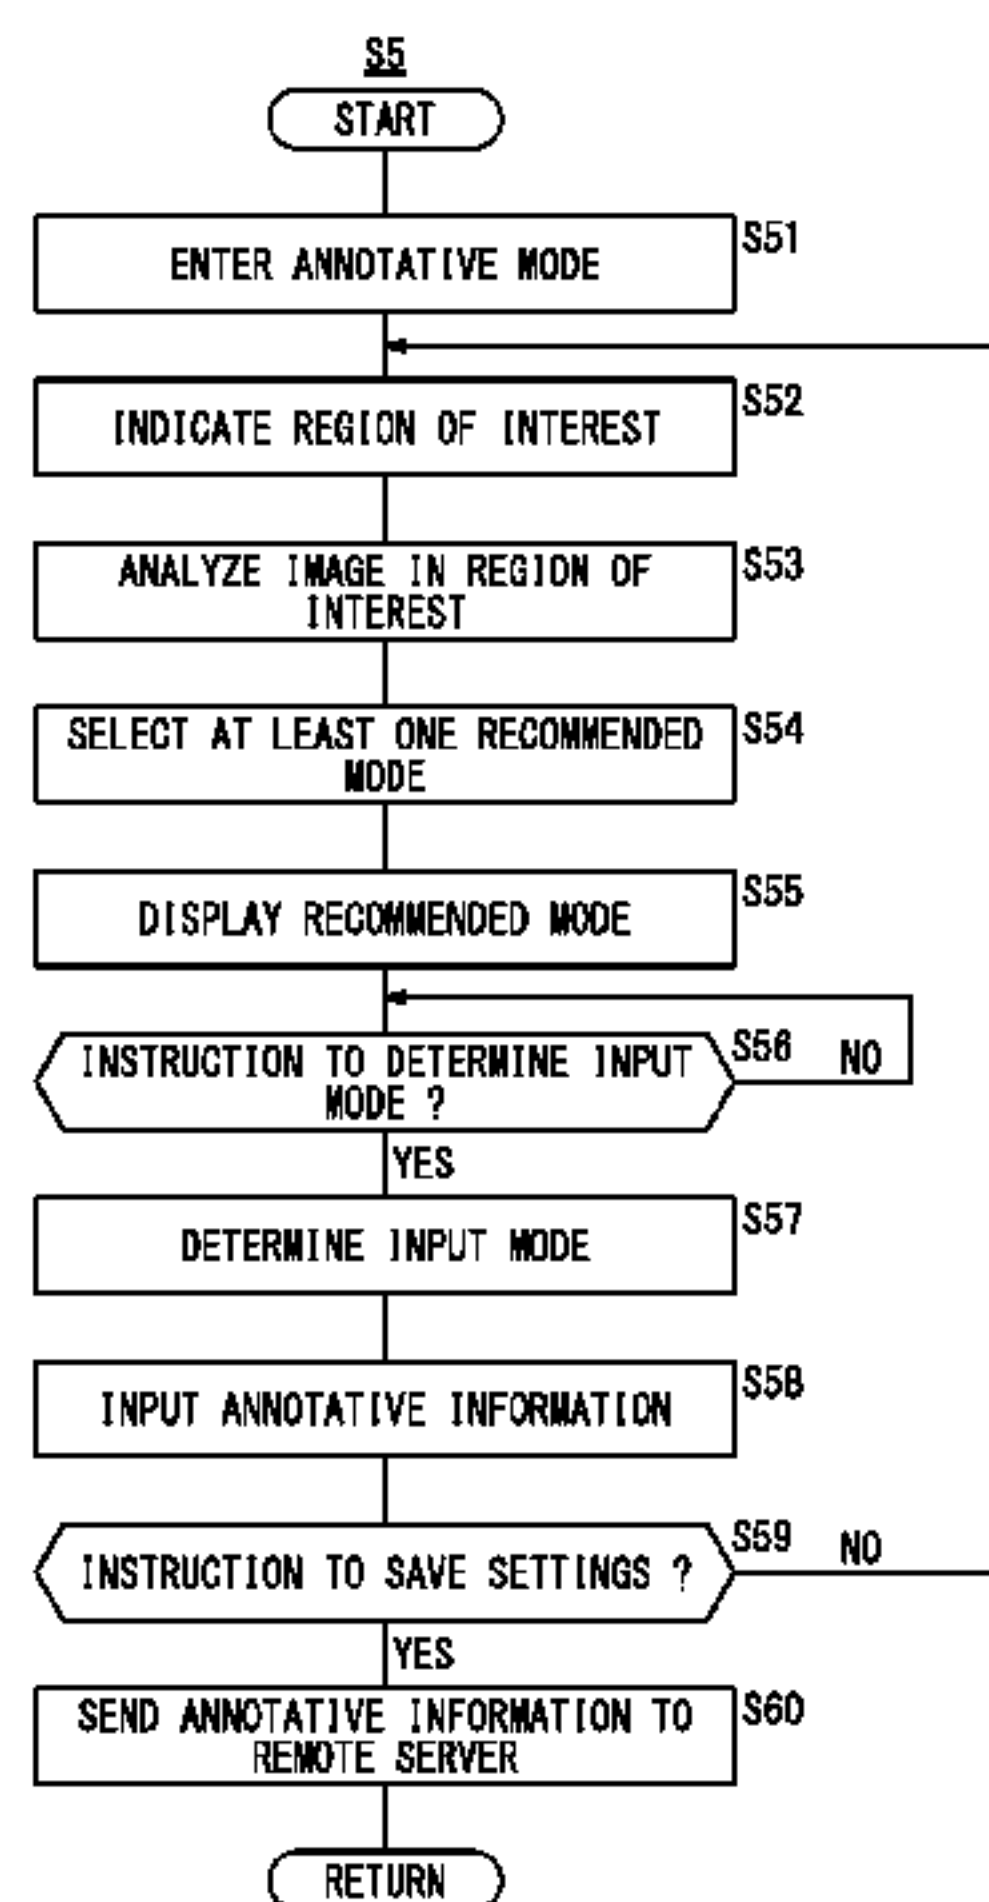 S5
START
ENTER ANNOTATIVE MODE
S51
INDICATE REGION OF INTEREST
S52
ANALYZE IMAGE IN REGION OF
INTEREST
S53
SELECT AT LEAST ONE RECOMMENDED
MODE
S54
DISPLAY RECOMMENDED MODE
S55
INSTRUCTION TO DETERMINE INPUT
MODE ?
S56
NO
YES
DETERMINE INPUT MODE
S57
INPUT ANNOTATIVE INFORMATION
S58
INSTRUCTION TO SAVE SETTINGS ?
S59
NO
YES
SEND ANNOTATIVE INFORMATION TO
REMOTE SERVER
S60
RETURN